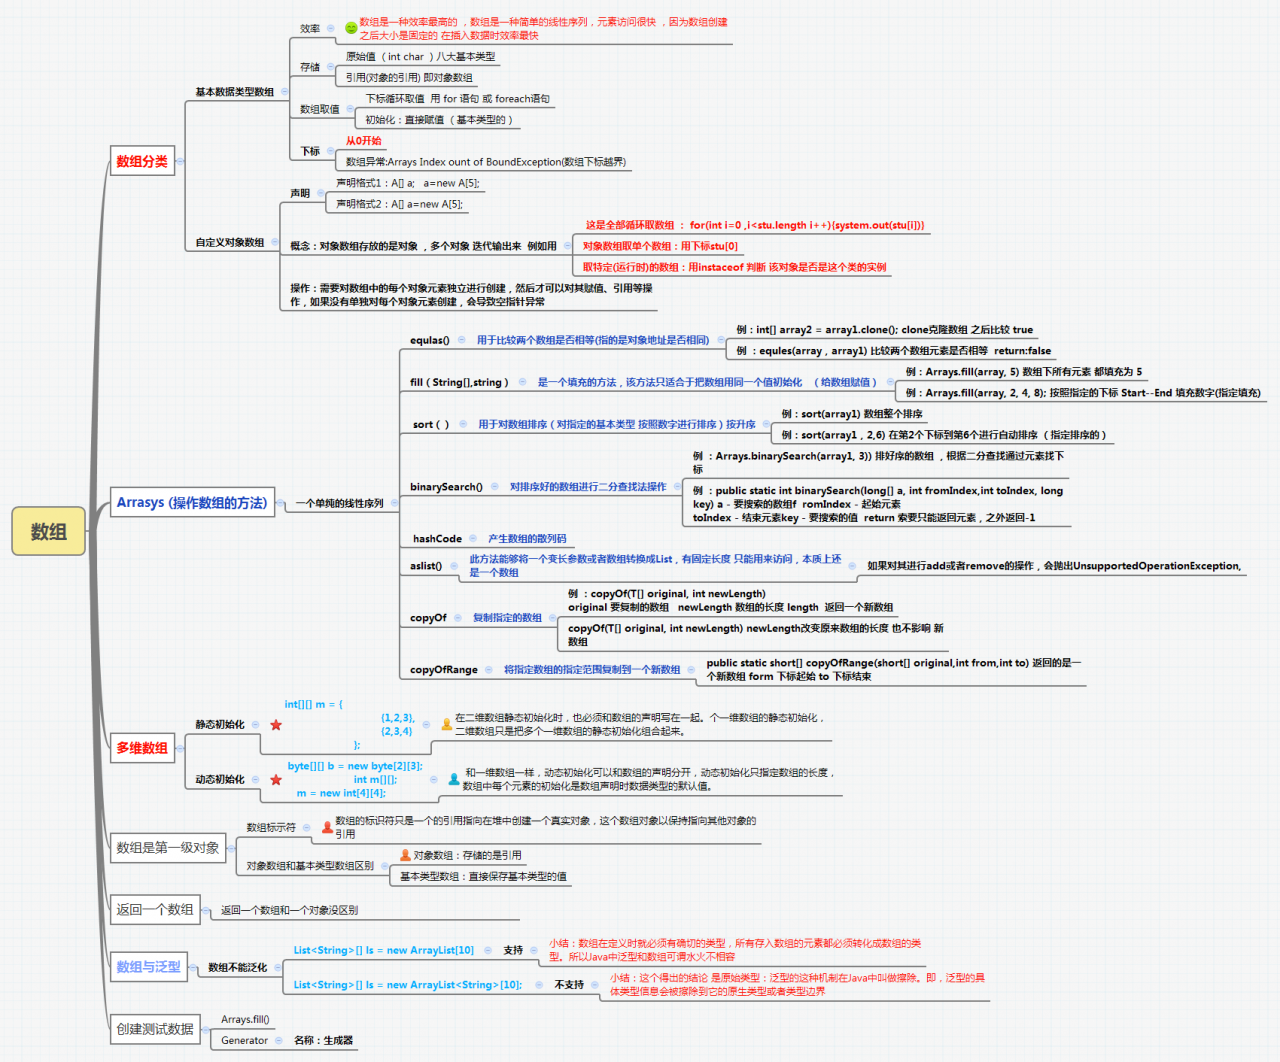 数组
数组分类
基本数据类型数组
效率
数组是一种效率最高的 ，数组是一种简单的线性序列，元素访问很快 ，因为数组创建
之后大小是固定的 在插入数据时效率最快
存储
原始值 （ int char ）八大基本类型
引用(对象的引用) 即对象数组
数组取值
下标循环取值 用 for 语句 或 foreach语句
初始化：直接赋值 （ 基本类型的 ）
下标
从0开始
数组异常:Arrays Index ount of BoundException(数组下标越界)
自定义对象数组
声明
声明格式1：A[] a; a=new A[5];
声明格式2：A[] a=new A[5];
概念：对象数组存放的是对象 ，多个对象 迭代输出来 例如用
这是全部循环取数组 ： for(int i=0 ,i<stu.length i++){system.out(stu[i])}
对象数组取单个数组：用下标stu[0]
取特定(运行时)的数组：用instaceof 判断 该对象是否是这个类的实例
操作：需要对数组中的每个对象元素独立进行创建，然后才可以对其赋值、引用等操
作，如果没有单独对每个对象元素创建，会导致空指针异常
Arrasys (操作数组的方法)
一个单纯的线性序列
equlas()
用于比较两个数组是否相等(指的是对象地址是否相同)
例：int[] array2 = array1.clone(); clone克隆数组 之后比较 true
例 ：equles(array , array1) 比较两个数组元素是否相等 return:false
fill ( String[],string )
是一个填充的方法，该方法只适合于把数组用同一个值初始化 （ 给数组赋值 ）
例：Arrays.fill(array, 5) 数组下所有元素 都填充为 5
例：Arrays.fill(array, 2, 4, 8); 按照指定的下标 Start--End 填充数字(指定填充)
sort ( )
用于对数组排序（ 对指定的基本类型 按照数字进行排序 ）按升序
例：sort(array1) 数组整个排序
例：sort(array1 , 2,6) 在第2个下标到第6个进行自动排序 （ 指定排序的 ）
binarySearch()
对排序好的数组进行二分查找法操作
例 ：Arrays.binarySearch(array1, 3)) 排好序的数组 ，根据二分查找通过元素找下
标
例 ：public static int binarySearch(long[] a, int fromIndex,int toIndex, long
key) a - 要搜索的数组f romIndex - 起始元素
toIndex - 结束元素key - 要搜索的值 return 索要只能返回元素，之外返回-1
hashCode
产生数组的散列码
aslist()
此方法能够将一个变长参数或者数组转换成List，有固定长度 只能用来访问，本质上还
是一个数组
如果对其进行add或者remove的操作，会抛出UnsupportedOperationException,
copyOf
复制指定的数组
例 ：copyOf(T[] original, int newLength)
original 要复制的数组 newLength 数组的长度 length 返回一个新数组
copyOf(T[] original, int newLength) newLength改变原来数组的长度 也不影响 新
数组
copyOfRange
将指定数组的指定范围复制到一个新数组
public static short[] copyOfRange(short[] original,int from,int to) 返回的是一
个新数组 form 下标起始 to 下标结束
多维数组
静态初始化
int[][] m = {
{1,2,3},
{2,3,4}
};
在二维数组静态初始化时，也必须和数组的声明写在一起。个一维数组的静态初始化，
二维数组只是把多个一维数组的静态初始化组合起来。
动态初始化
byte[][] b = new byte[2][3];
int m[][];
m = new int[4][4];
和一维数组一样，动态初始化可以和数组的声明分开，动态初始化只指定数组的长度，
数组中每个元素的初始化是数组声明时数据类型的默认值。
数组是第一级对象
数组标示符
数组的标识符只是一个的引用指向在堆中创建一个真实对象，这个数组对象以保持指向其他对象的
引用
对象数组和基本类型数组区别
对象数组：存储的是引用
基本类型数组：直接保存基本类型的值
返回一个数组
返回一个数组和一个对象没区别
数组与泛型
数组不能泛化
List<String>[] ls = new ArrayList[10]
支持
小结：数组在定义时就必须有确切的类型，所有存入数组的元素都必须转化成数组的类
型。所以Java中泛型和数组可谓水火不相容
List<String>[] ls = new ArrayList<String>[10];
不支持
小结：这个得出的结论 是原始类型：泛型的这种机制在Java中叫做擦除。即，泛型的具
体类型信息会被擦除到它的原生类型或者类型边界
创建测试数据
Arrays.fill()
Generator
名称：生成器